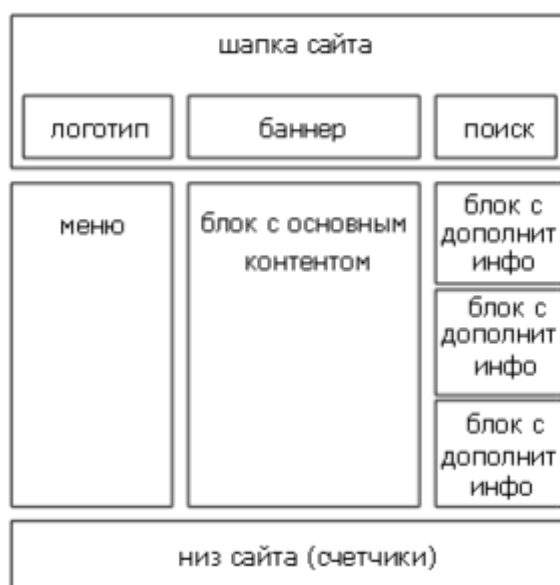 шапка сайта
логотип
баннер
поиск
меню
блок с основным
контентом
блок с
дополнит
инфо
блок с
дополнит
инфо
блок с
дополнит
инфо
низ сайта (счетчики)